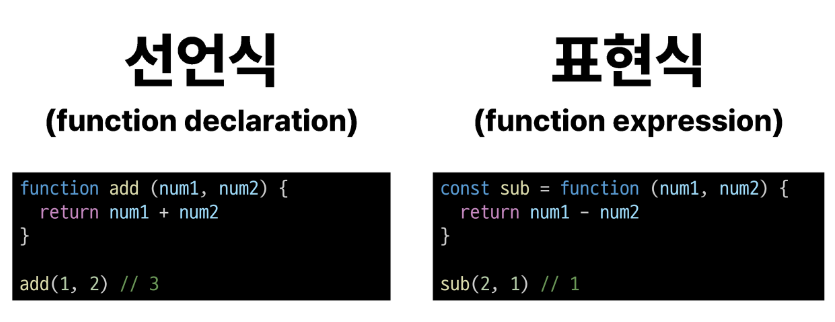 선언식
(function declaration)
function add (num1, num2) {
  return num1 + num2
}
add(1, 2) // 3
표현식
(function expression)
const sub = function (num1, num2) {
  return num1 - num2
}
sub(2, 1) // 1